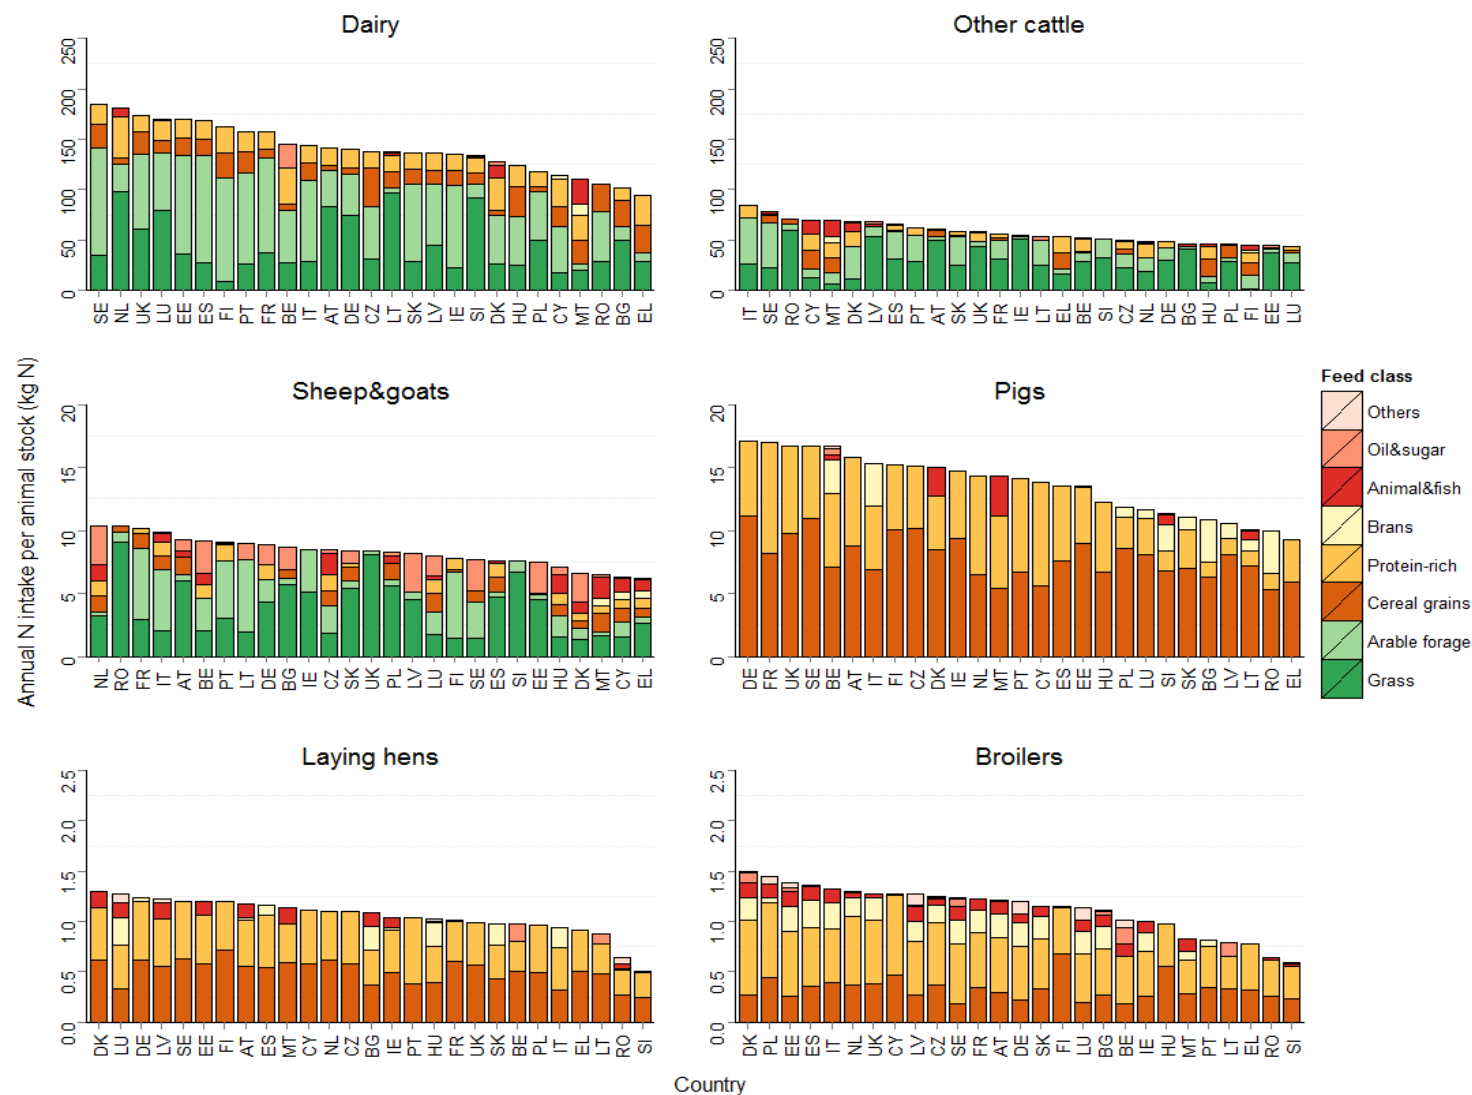 Dairy
250
200
150
100
50
0
SE NL UK LU EE ES FI PT FR BE IT AT DE CZ LT SK LV IE SI DK HU PL CY MT RO BG EL
Other cattle
250
200
150
100
50
0
IT SE RO CY MT DK LV ES PT AT SK UK FR IE LT EL BE SI CZ NL DE BG HU PL FI EE LU
Annual N intake per animal stock (kg N)
Sheep&goats
20
15
10
5
0
NL RO FR IT AT BE PT LT DE BG IE CZ SK UK PL LV LU FI SE ES SI EE HU DK MT CY EL
Pigs
20
15
10
5
0
DE FR UK SE BE AT IT FI CZ DK IE NL MT PT CY ES EE HU PL LU SI SK BG LV LT RO EL
Feed class
Others
Oil&sugar
Animal&fish
Brans
Protein-rich
Cereal grains
Arable forage
Grass
Laying hens
2.5
2.0
1.5
1.0
0.5
0.0
DK LU DE LV SE EE FI AT ES MT CY NL CZ BG IE PT HU FR UK SK BE PL IT EL LT RO SI
Broilers
2.5
2.0
1.5
1.0
0.5
0.0
DK PL EE ES IT NL UK CY LV CZ SE FR AT DE SK FI LU BG BE IE HU MT PT LT EL RO SI
Country